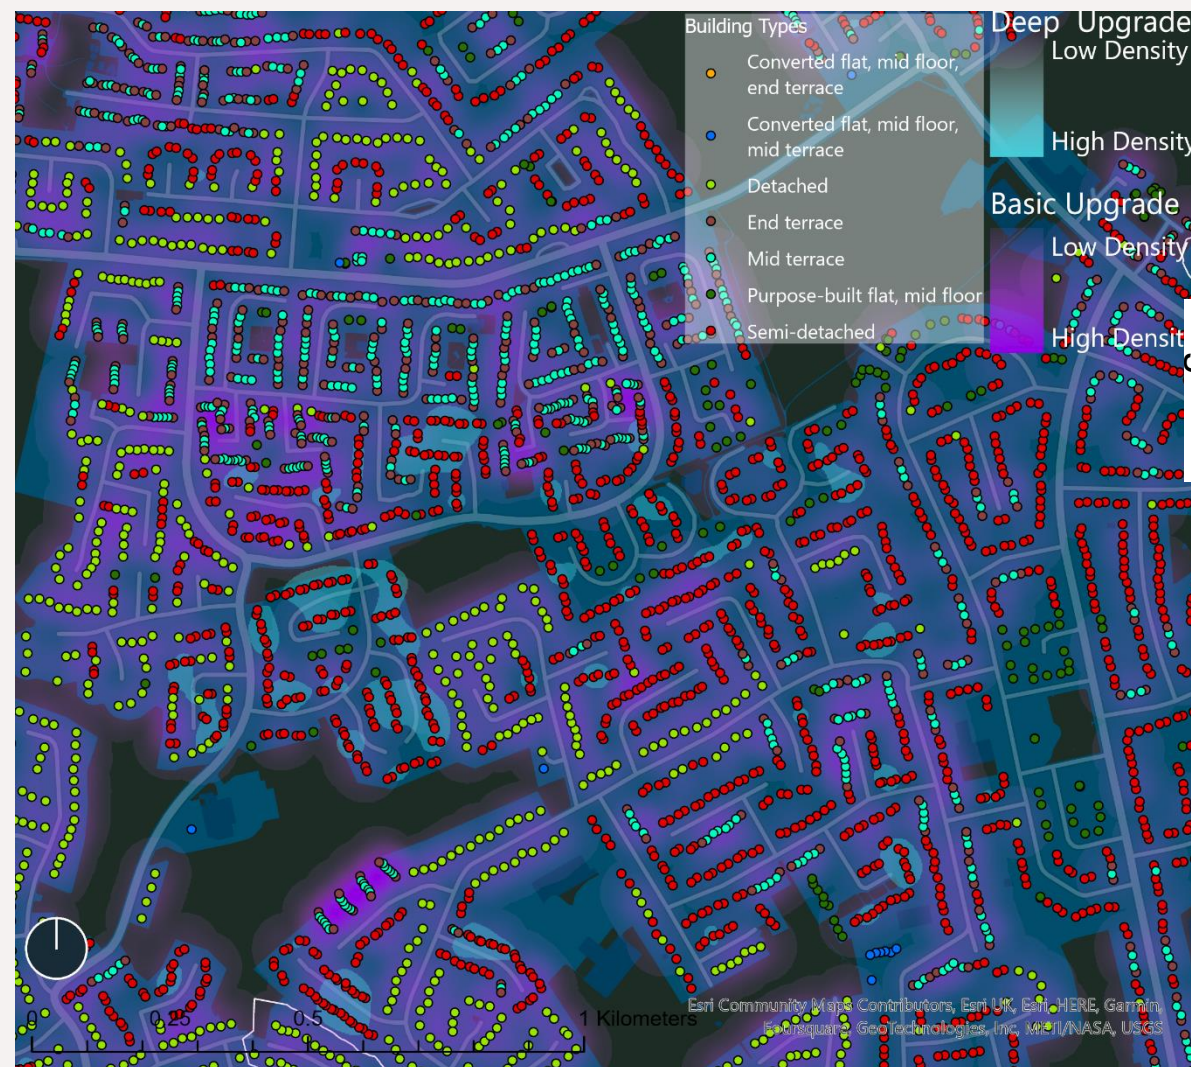 Building Types
Converted flat, mid floor,
end terrace
Converted flat, mid floor,
mid terrace
Detached
End terrace
Mid terrace
Purpose-built flat, mid floor
Semi-detached
Deep Upgrade
Low Density
High Density
Basic Upgrade
Low Density
High Densit
0
0.25
0.5
1 Kilometers
Esri Community Maps Contributors, Esri UK, Esri, HERE, Garmin,
Foursquare, GeoTechnologies, Inc, METI/NASA, USGS